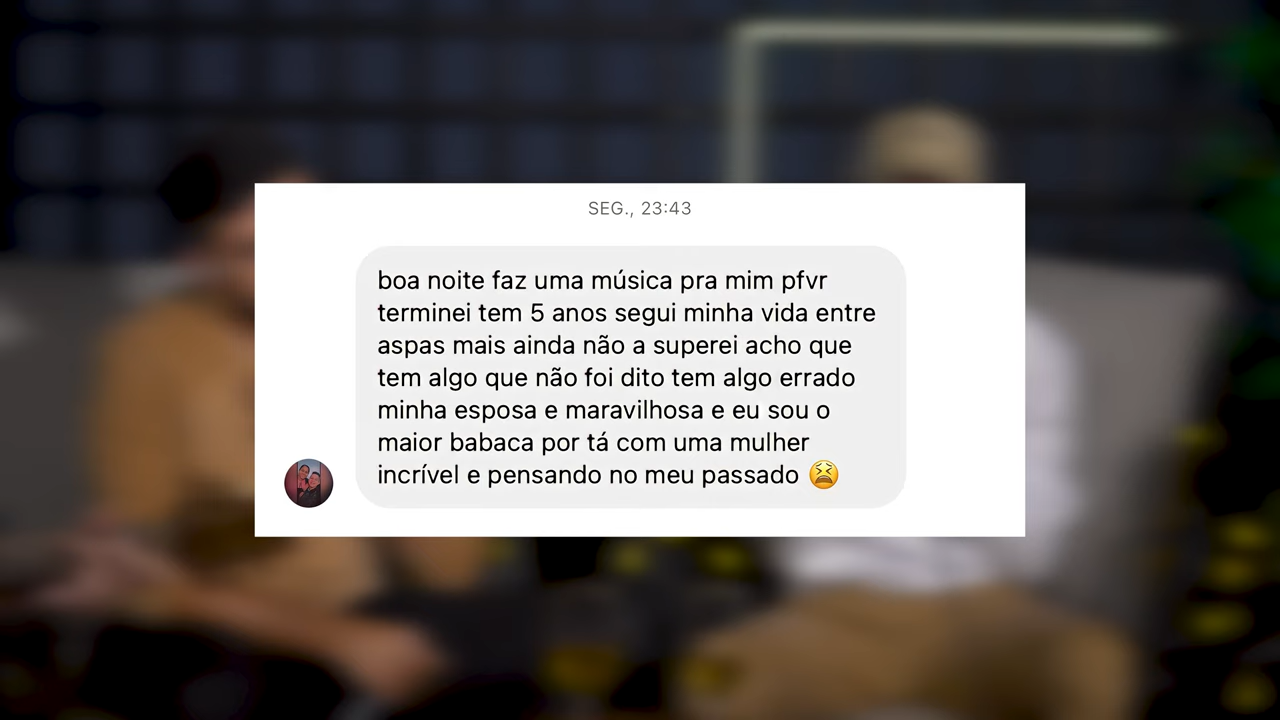 SEG., 23:43
boa noite faz uma música pra mim pfvr
terminei tem 5 anos segui minha vida entre
aspas mais ainda não a superei acho que
tem algo que não foi dito tem algo errado
minha esposa e maravilhosa e eu sou o
maior babaca por tá com uma mulher
incrível e pensando no meu passado 😫